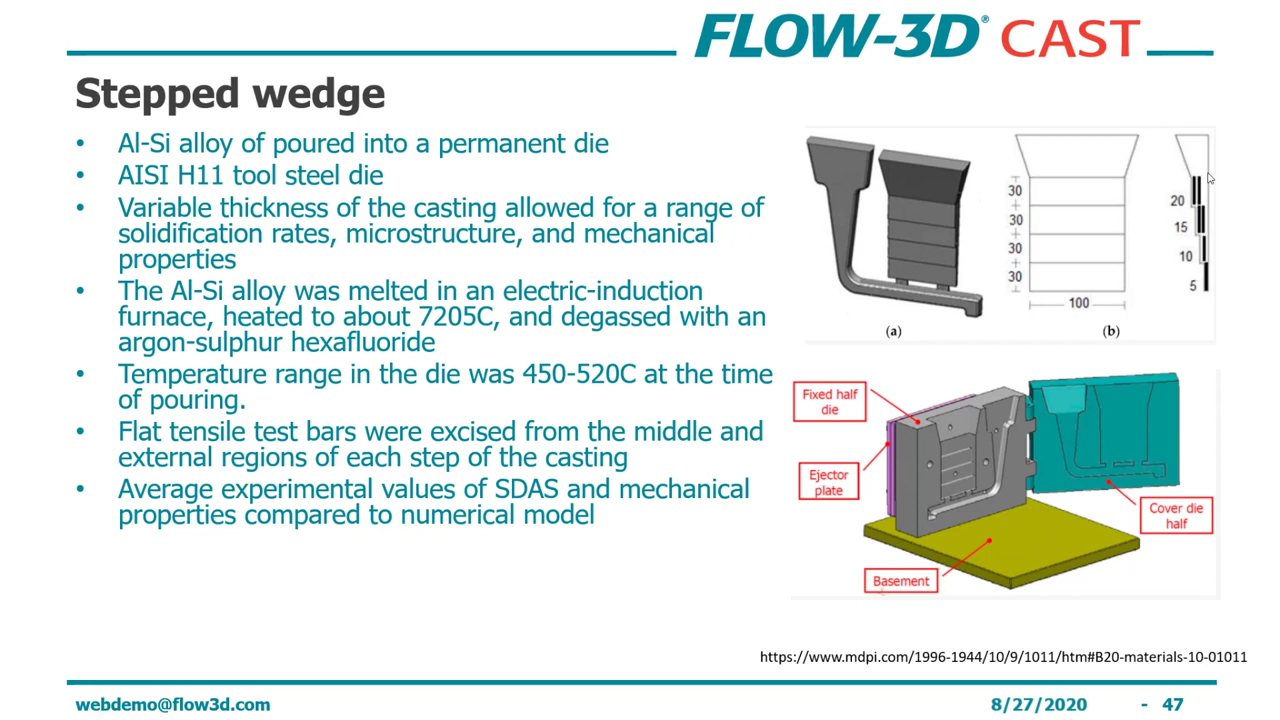 FLOW-3D® CAST
Stepped wedge
• Al-Si alloy of poured into a permanent die
• AISI H11 tool steel die
• Variable thickness of the casting allowed for a range of
solidification rates, microstructure, and mechanical
properties
• The Al-Si alloy was melted in an electric-induction
furnace, heated to about 7205C, and degassed with an
argon-sulphur hexafluoride
• Temperature range in the die was 450-520C at the time
of pouring.
• Flat tensile test bars were excised from the middle and
external regions of each step of the casting
• Average experimental values of SDAS and mechanical
properties compared to numerical model
30
30
30
30
100
20
15
10
5
(a)
(b)
Fixed half
die
Ejector
plate
Cover die
half
Basement
https://www.mdpi.com/1996-1944/10/9/1011/htm#B20-materials-10-01011
webdemo@flow3d.com
8/27/2020
- 47